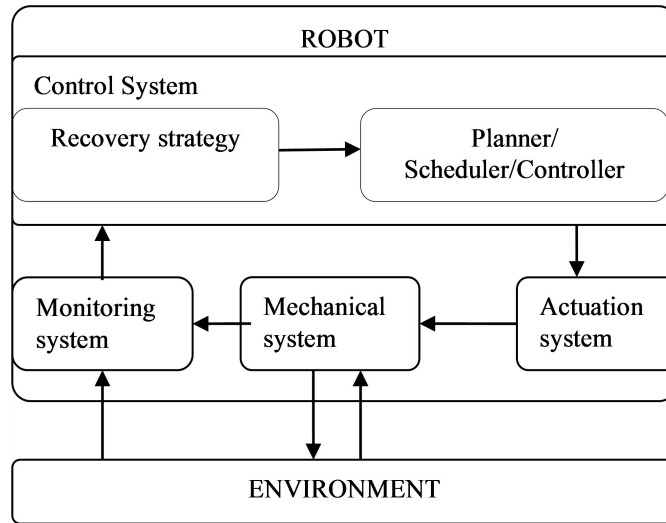 ROBOT
Control System
Recovery strategy
Planner/
Scheduler/Controller
Monitoring
system
Mechanical
system
Actuation
system
ENVIRONMENT